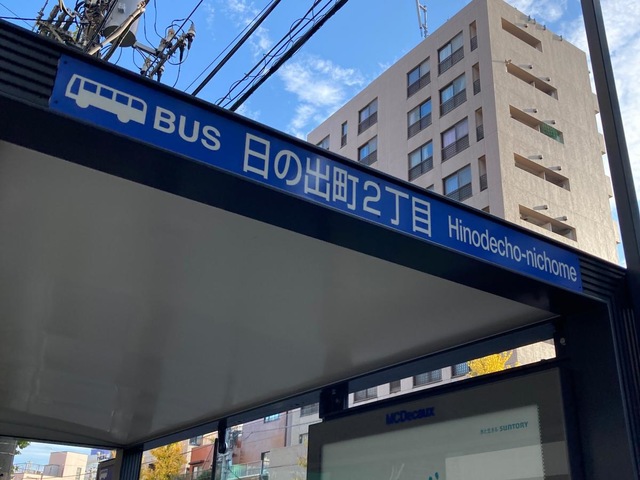 BUS 日の出町2丁目 Hinodecho-nichome
MCDecaux
SUNTORY